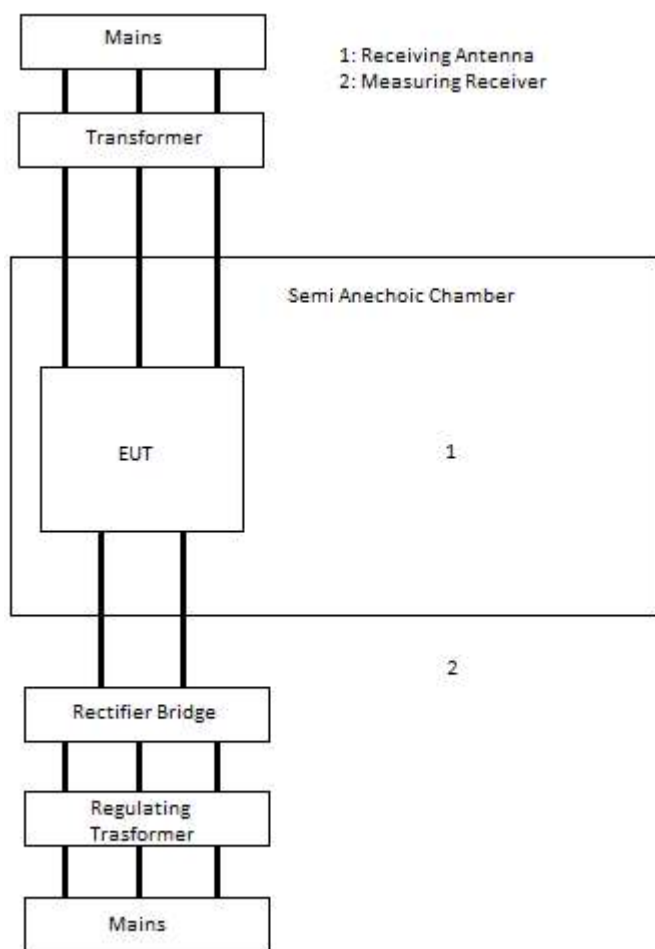 Mains
1: Receiving Antenna
2: Measuring Receiver
Transformer
Semi Anechoic Chamber
EUT
1
2
Rectifier Bridge
Regulating
Trasformer
Mains